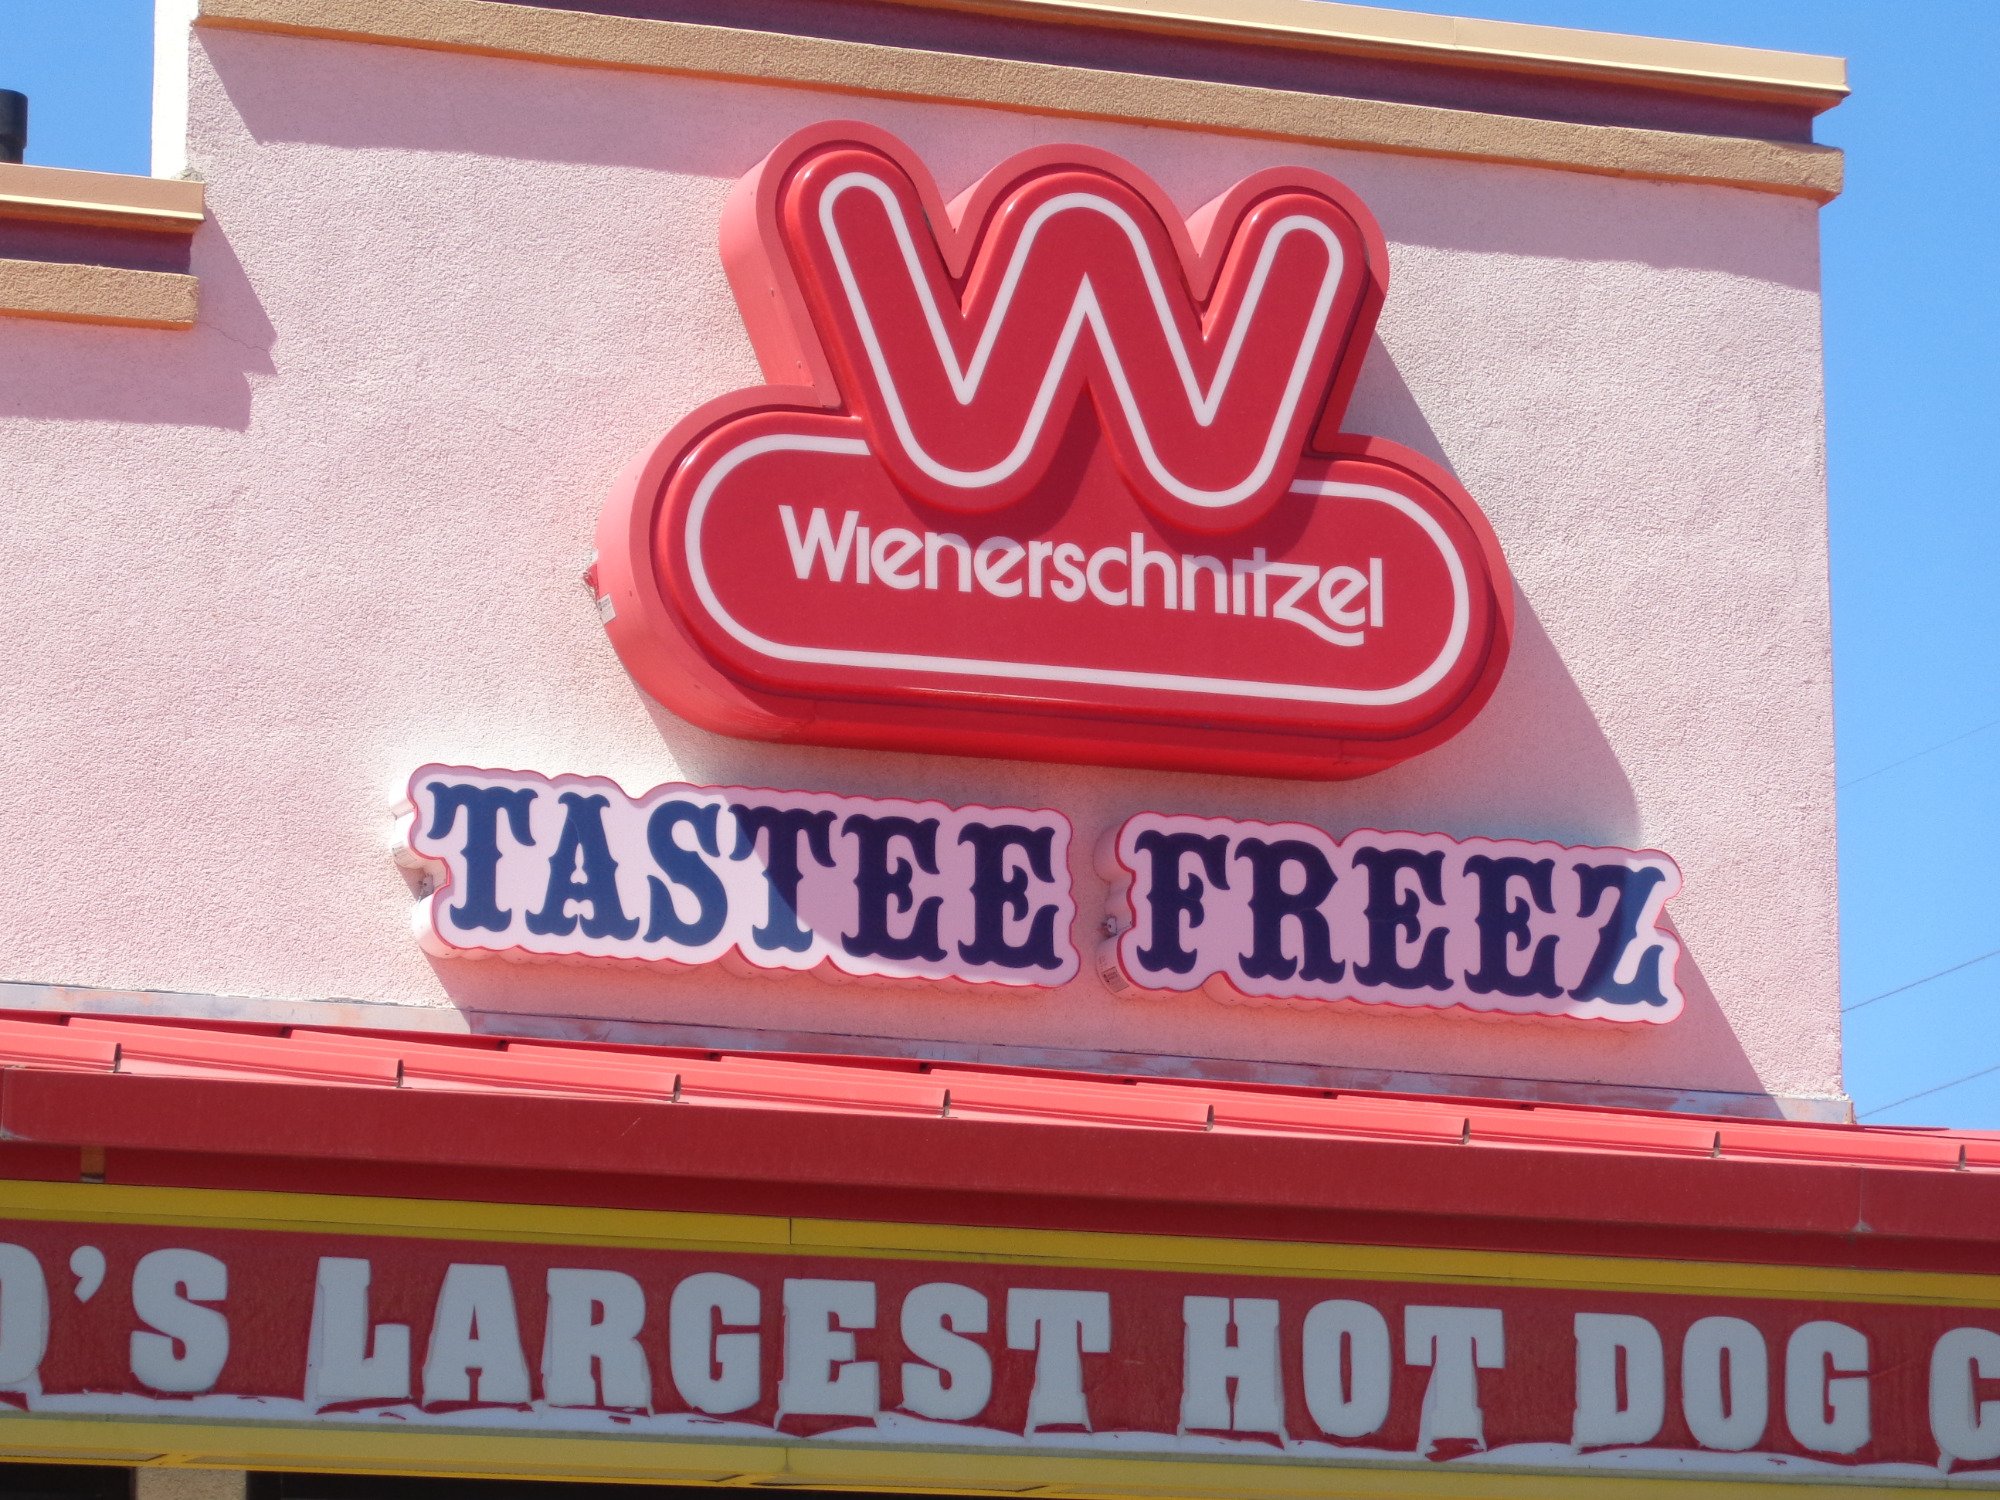 W
Wienerschnitzel
TASTEE FREEZ
'S LARGEST HOT DOG